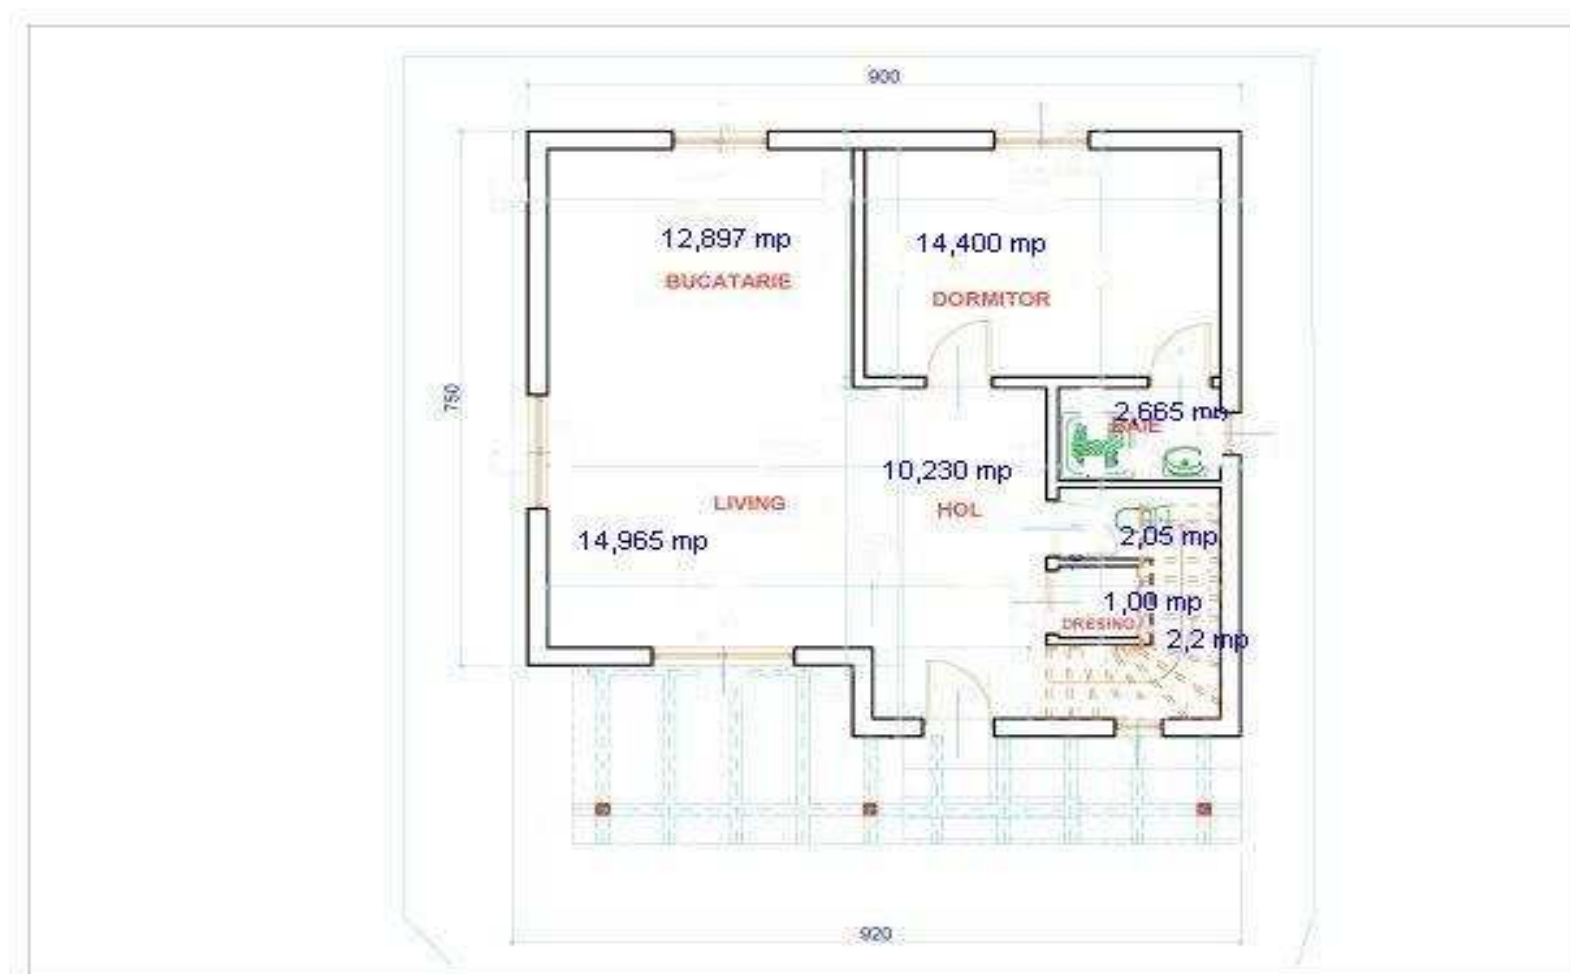 900
12,897 mp
BUCATARIE
14,400 mp
DORMITOR
750
2,665 mp
BAIE
10,230 mp
HOL
LIVING
14,965 mp
2,05 mp
1,00 mp
DRESING
2,2 mp
920